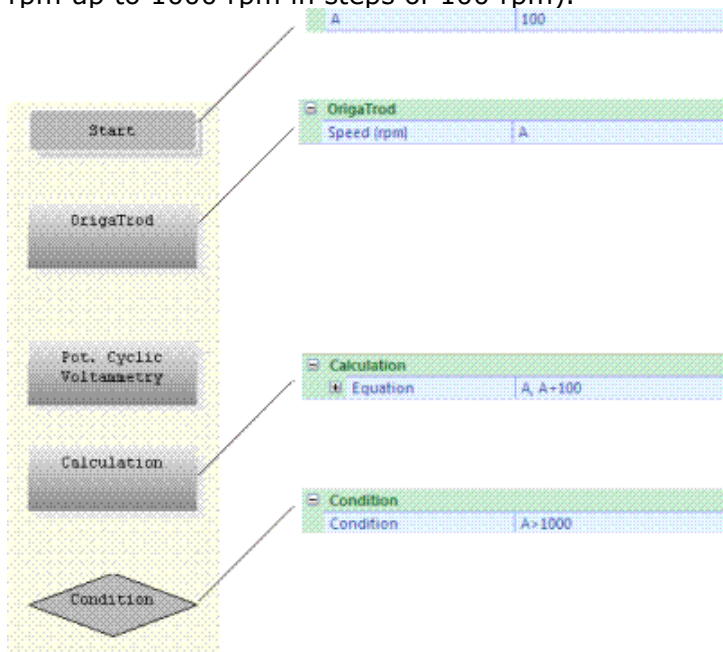 rpm up to 1000 rpm in steps of 100 rpm).
A 100
Start
OrigaTrod
Speed (rpm) A
OrigaTrod
Pot. Cyclic
Voltammetry
Calculation
Equation A, A+100
Calculation
Condition
Condition A>1000
Condition